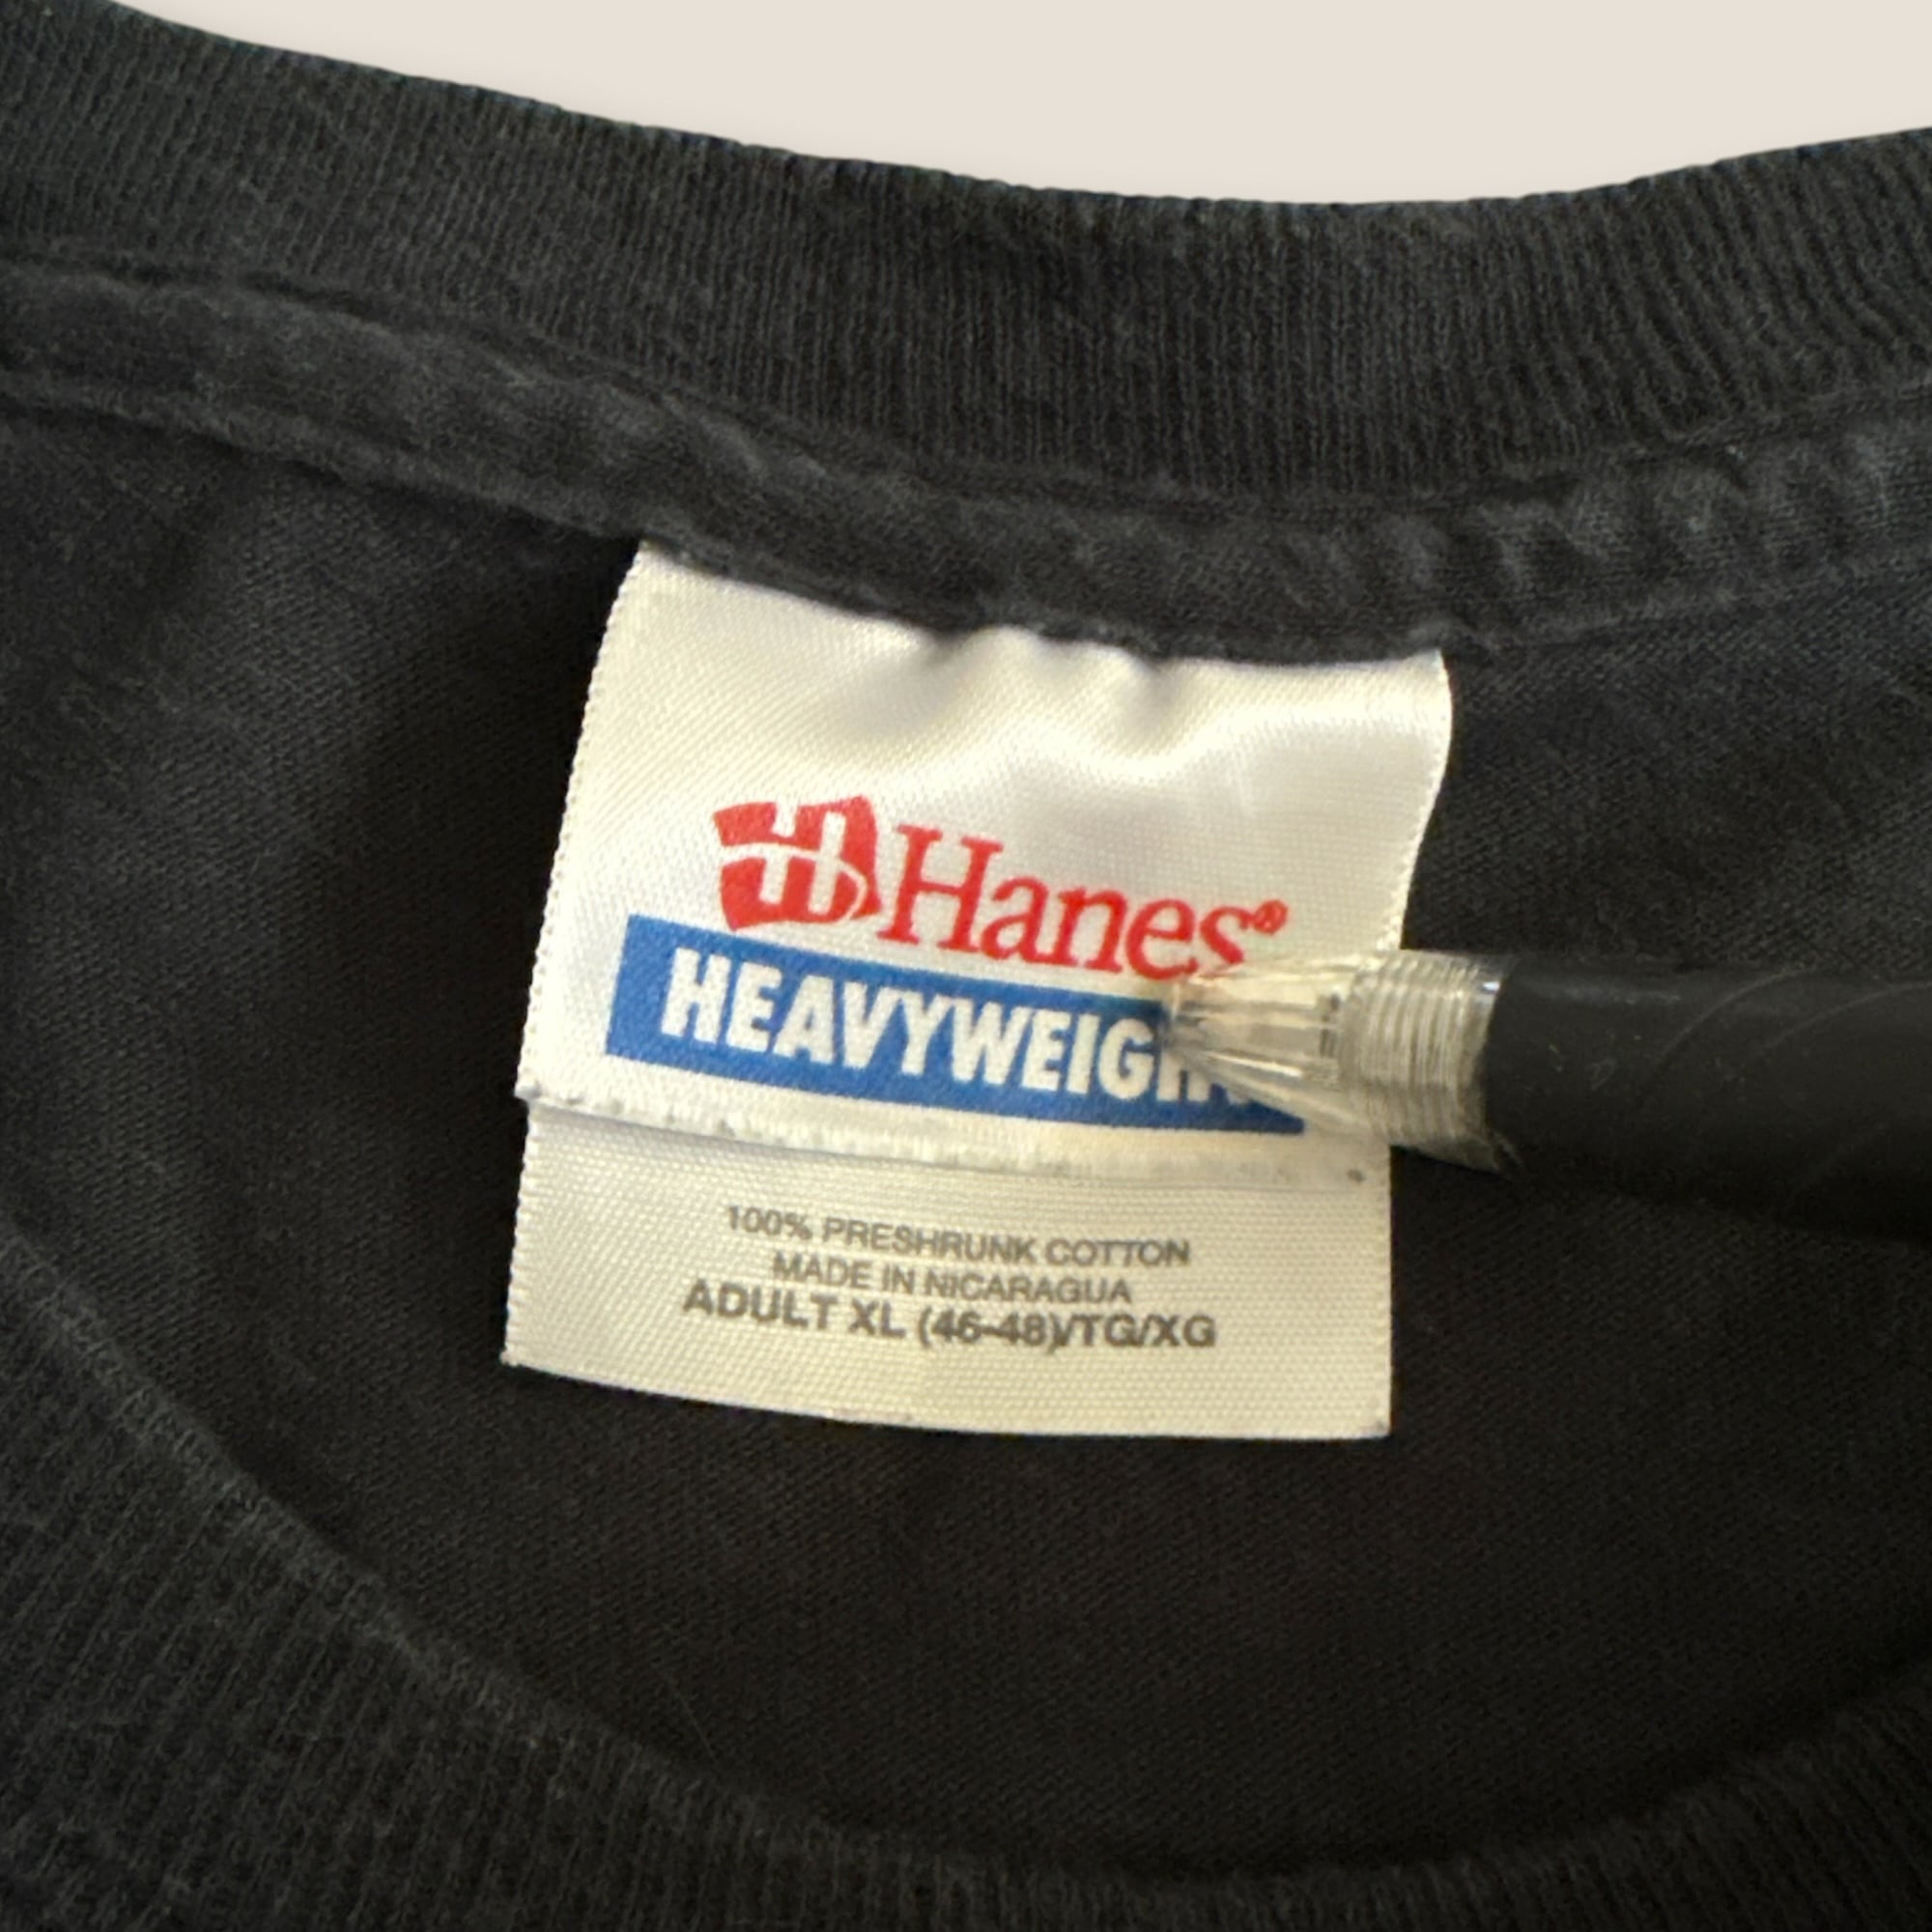 H Hanes®
HEAVYWEIGHT
100% PRESHRUNK COTTON
MADE IN NICARAGUA
ADULT XL (46-48)/TG/XG